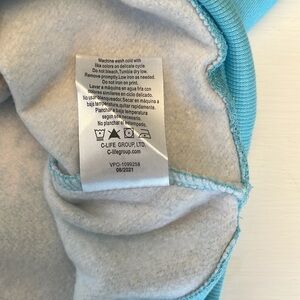 Machine wash cold with
like colors on delicate cycle.
Do not bleach,Tumble dry low.
Remove promptly,Low iron as needed.
Do not iron on print.
Lavar a máquina en agua fría con
colores similares en ciclo delicado.
No usar blanqueador,Secar en máquina a
baja temperatura, quitar prontamente.
Planchar a baja temperatura
según sea necesario.
No planchar el estampado.
C-LIFE GROUP, LTD.
C-lifegroup.com
VPO-1099258
08/2021